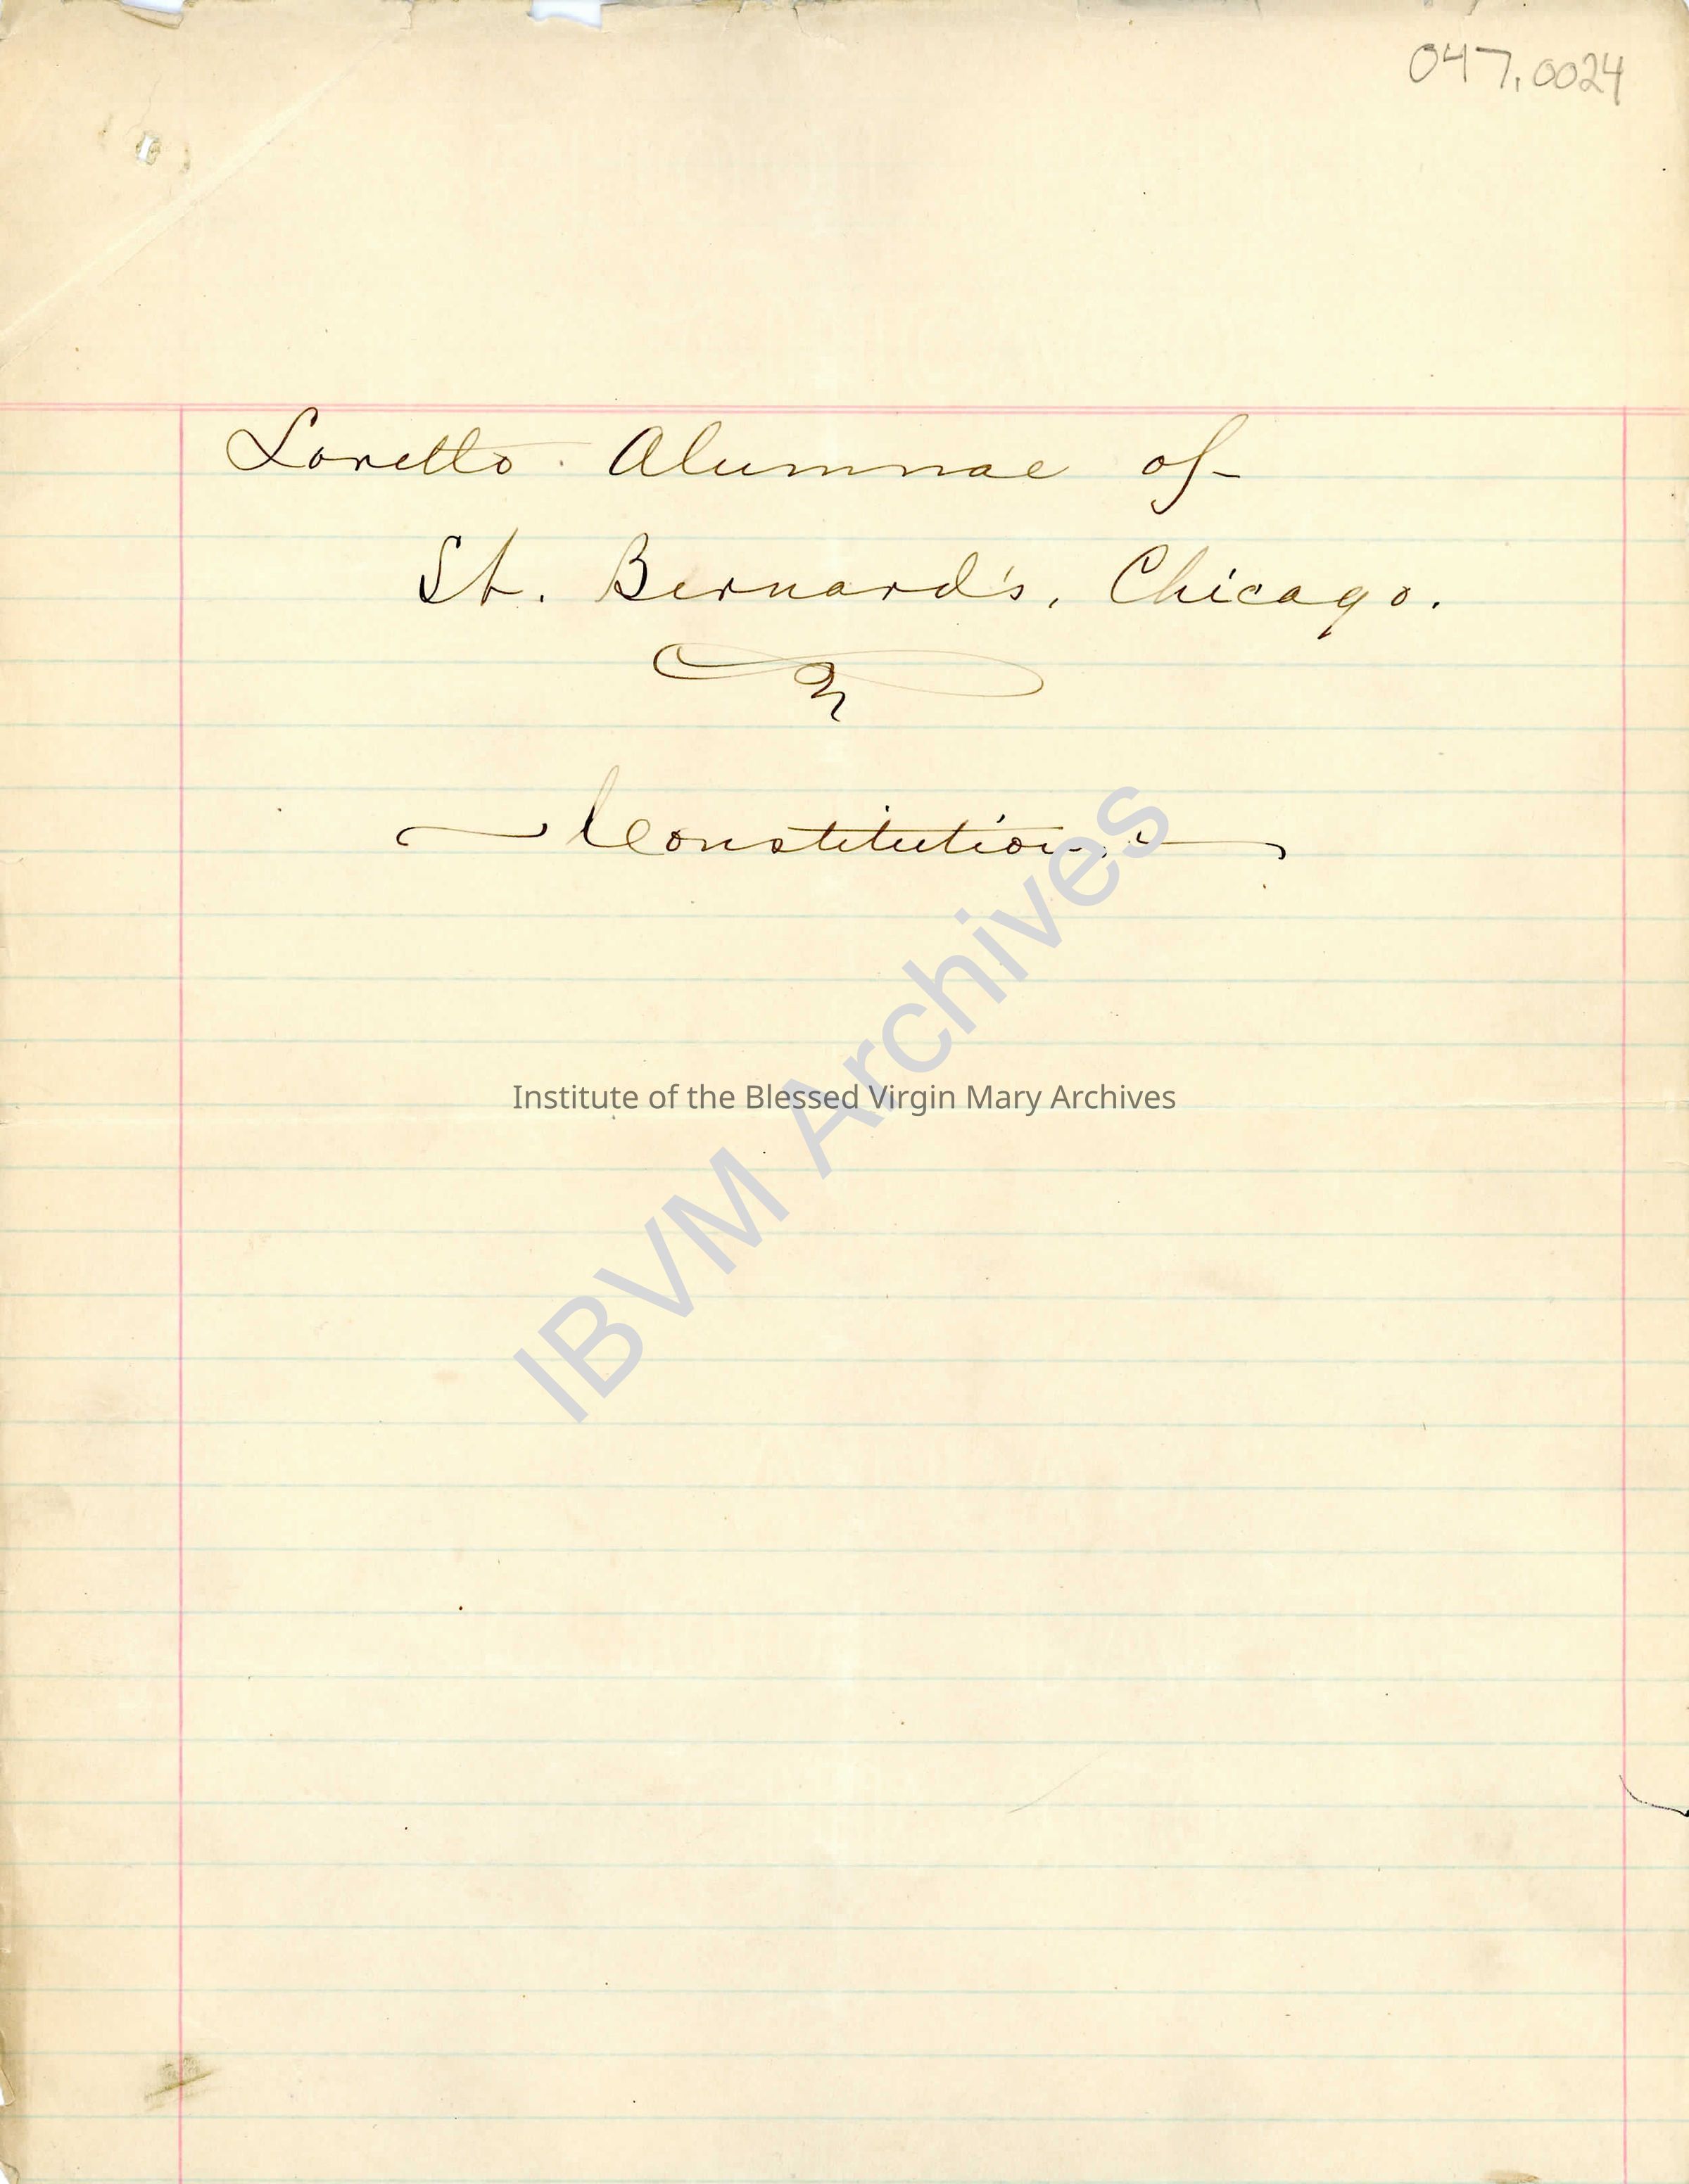 047.0024
Loretto Alumnae of
St. Bernard's, Chicago.
Constitution.
Institute of the Blessed Virgin Mary Archives
IBVM Archives